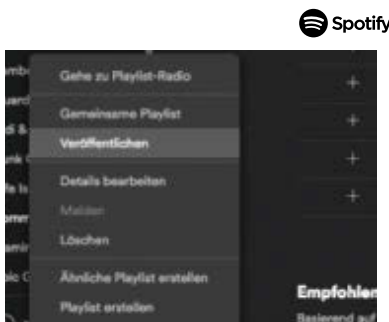 Spotify
Gehe zu Playlist-Radio
Gemeinsame Playlist
Veröffentlichen
Details bearbeiten
Melden
Löschen
Ähnliche Playlist erstellen
Playlist erstellen
Empfohlen
Basierend auf